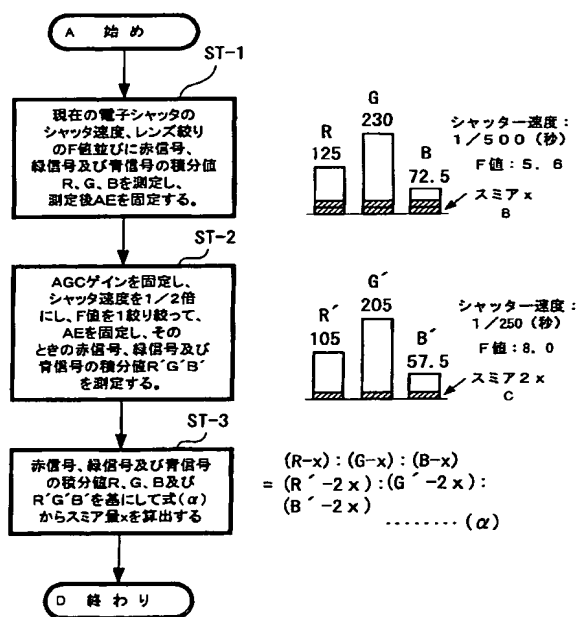 A 始め
ST-1
現在の電子シャッタの
シャッタ速度、レンズ絞り
のF値並びに赤信号、
緑信号及び青信号の積分値
R、G、Bを測定し、
測定後AEを固定する。
G
230
R
125
B
72.5
シャッター速度：
1／500（秒）
F値：5．6
スミアx
B
ST-2
AGCゲインを固定し、
シャッタ速度を1／2倍
にし、F値を1絞り絞って、
AEを固定し、その
ときの赤信号、緑信号及び
青信号の積分値R´G´B´
を測定する。
G´
205
R´
105
B´
57.5
シャッター速度：
1／250（秒）
F値：8．0
スミア2x
C
ST-3
赤信号、緑信号及び青信号
の積分値R、G、B及び
R´G´B´を基にして式(α)
からスミア量xを算出する
(R-x)：(G-x)：(B-x)
= (R´-2x)：(G´-2x)：
(B´-2x)
········(α)
D 終わり